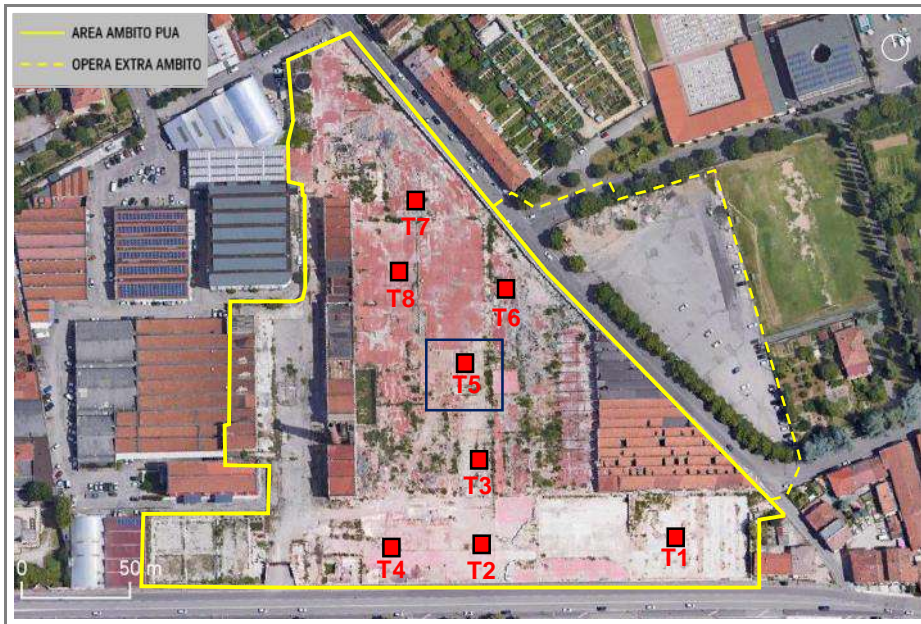 AREA AMBITO PUA
OPERA EXTRA AMBITO
T7
T8
T6
T5
T3
T4
T2
T1
0
50 m